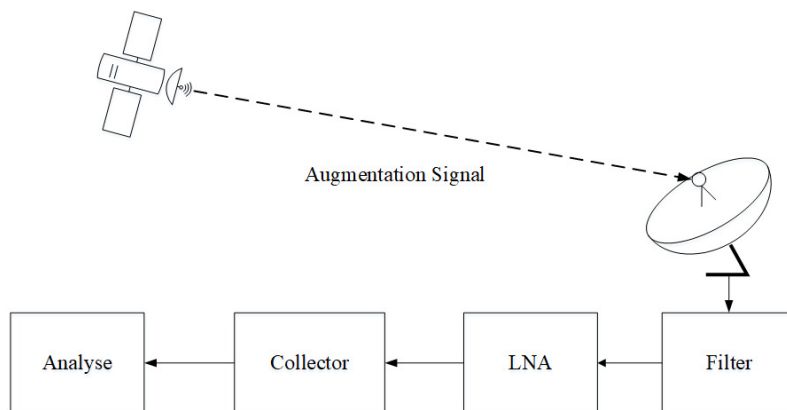 Augmentation Signal
Analyse
Collector
LNA
Filter